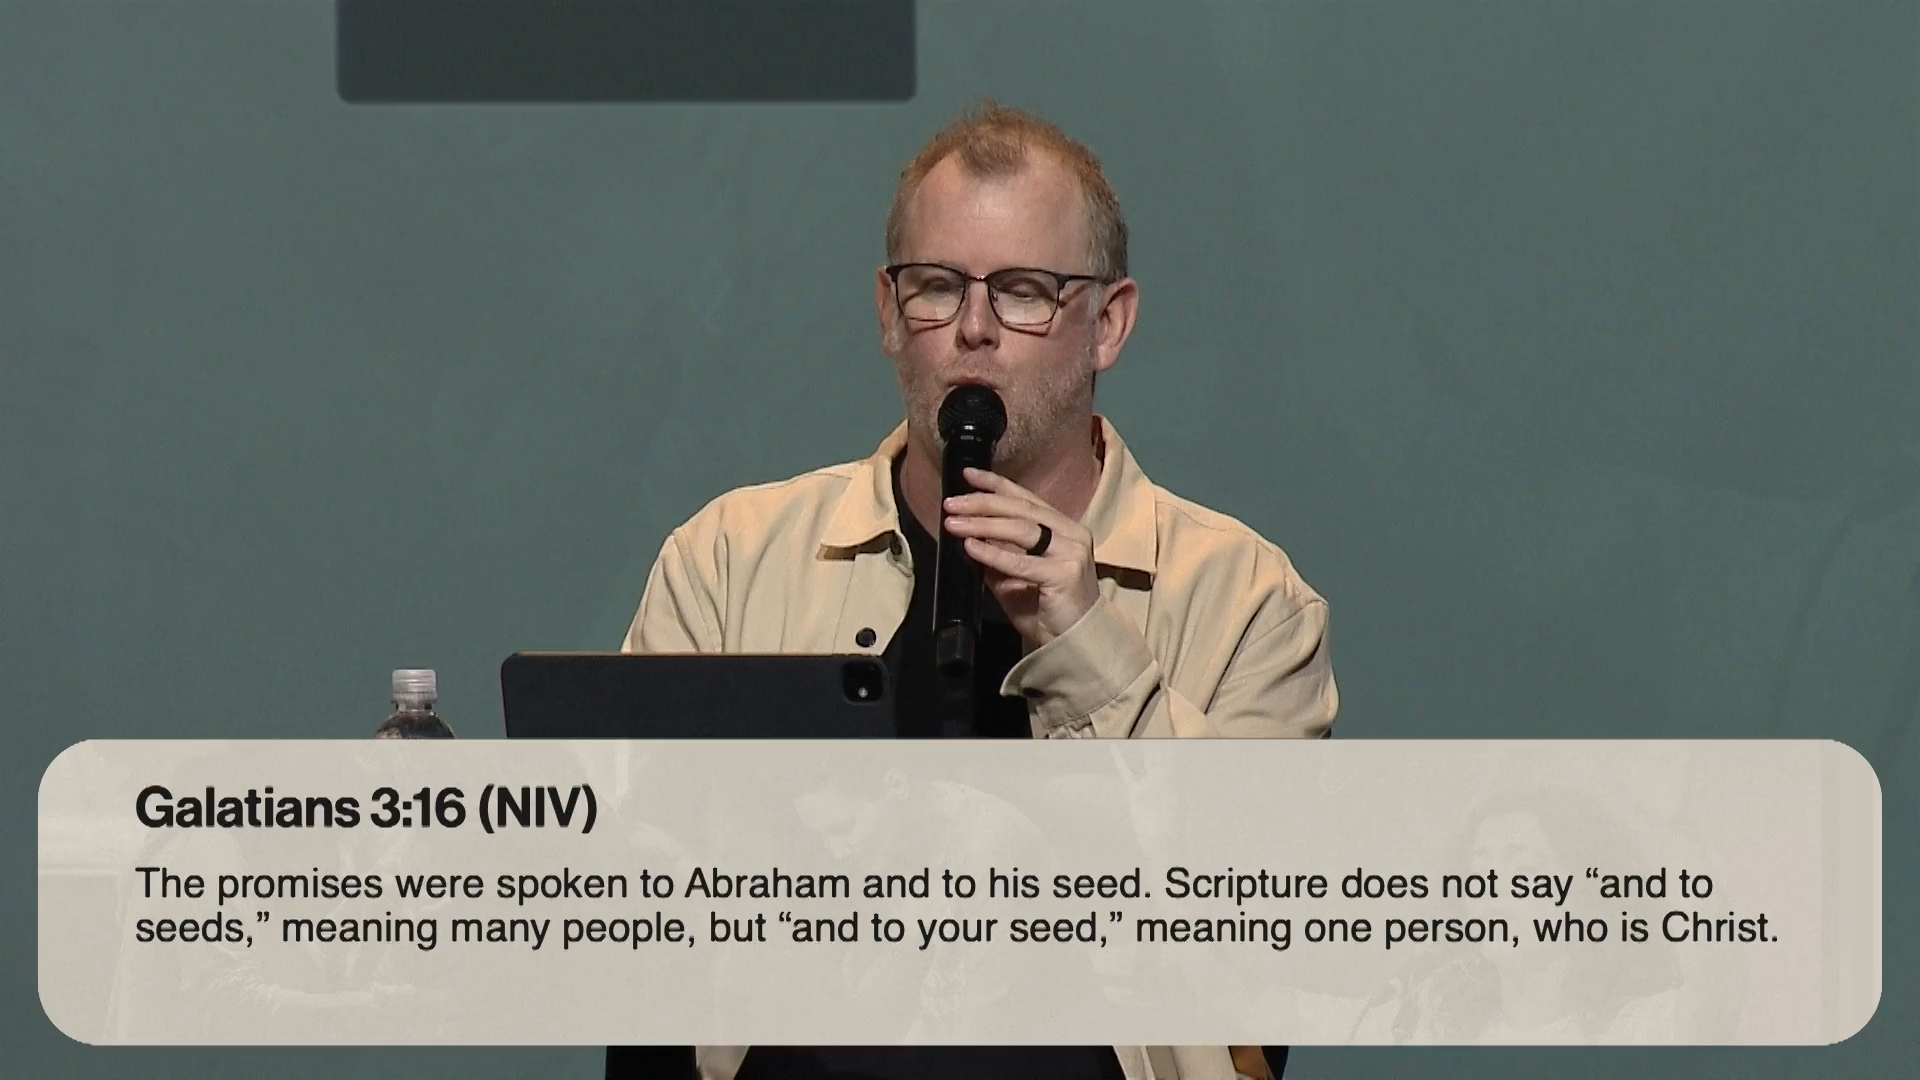 Galatians 3:16 (NIV)
The promises were spoken to Abraham and to his seed. Scripture does not say “and to
seeds,” meaning many people, but “and to your seed,” meaning one person, who is Christ.